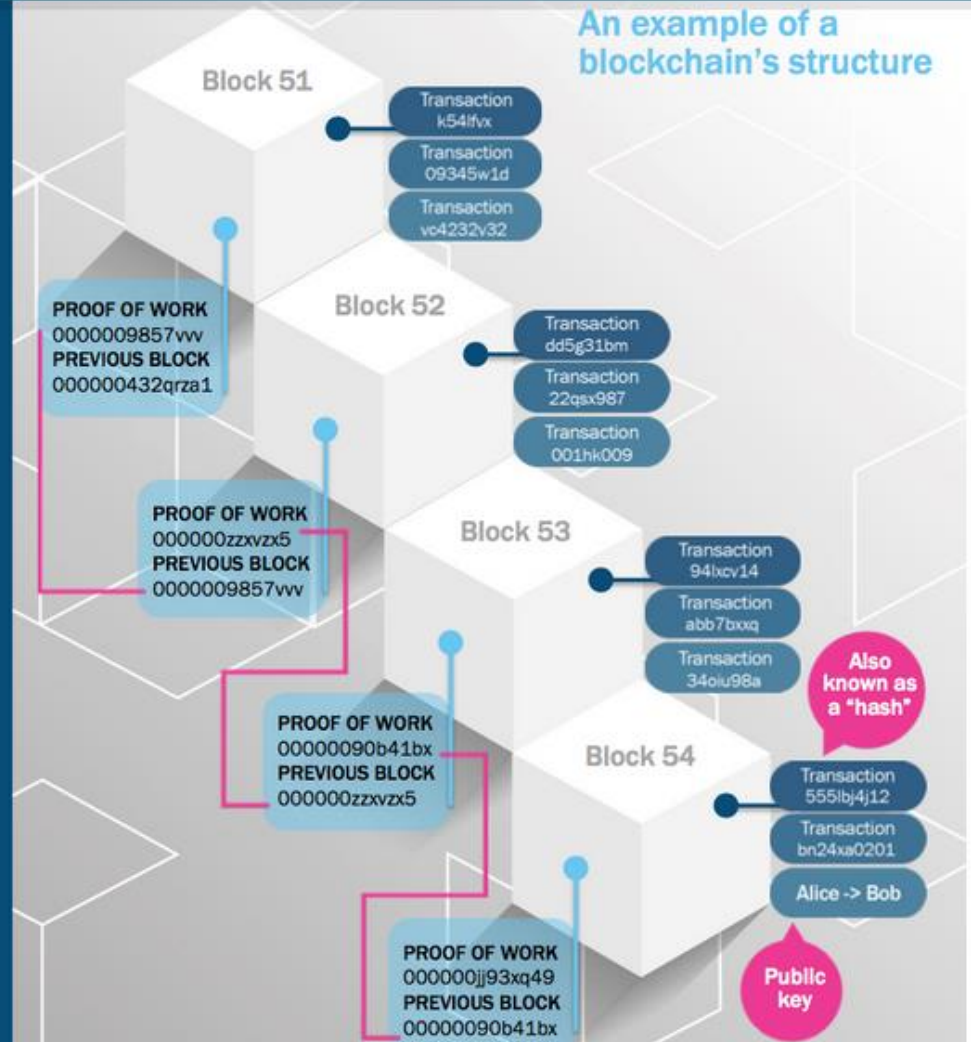 An example of a
blockchain's structure
Block 51
Transaction
k54lfvx
Transaction
09345w1d
Transaction
vc4232v32
PROOF OF WORK
0000009857vvv
PREVIOUS BLOCK
000000432qrza1
Block 52
Transaction
dd5g31bm
Transaction
22qsx987
Transaction
001hk009
PROOF OF WORK
000000zzxvzx5
PREVIOUS BLOCK
0000009857vvv
Block 53
Transaction
94lxcv14
Transaction
abb7bxxq
Transaction
34oiu98a
PROOF OF WORK
00000090b41bx
PREVIOUS BLOCK
000000zzxvzx5
Also
known as
a "hash"
Block 54
Transaction
555lbj4j12
Transaction
bn24xa0201
Alice -> Bob
Public
key
PROOF OF WORK
000000jj93xq49
PREVIOUS BLOCK
00000090b41bx